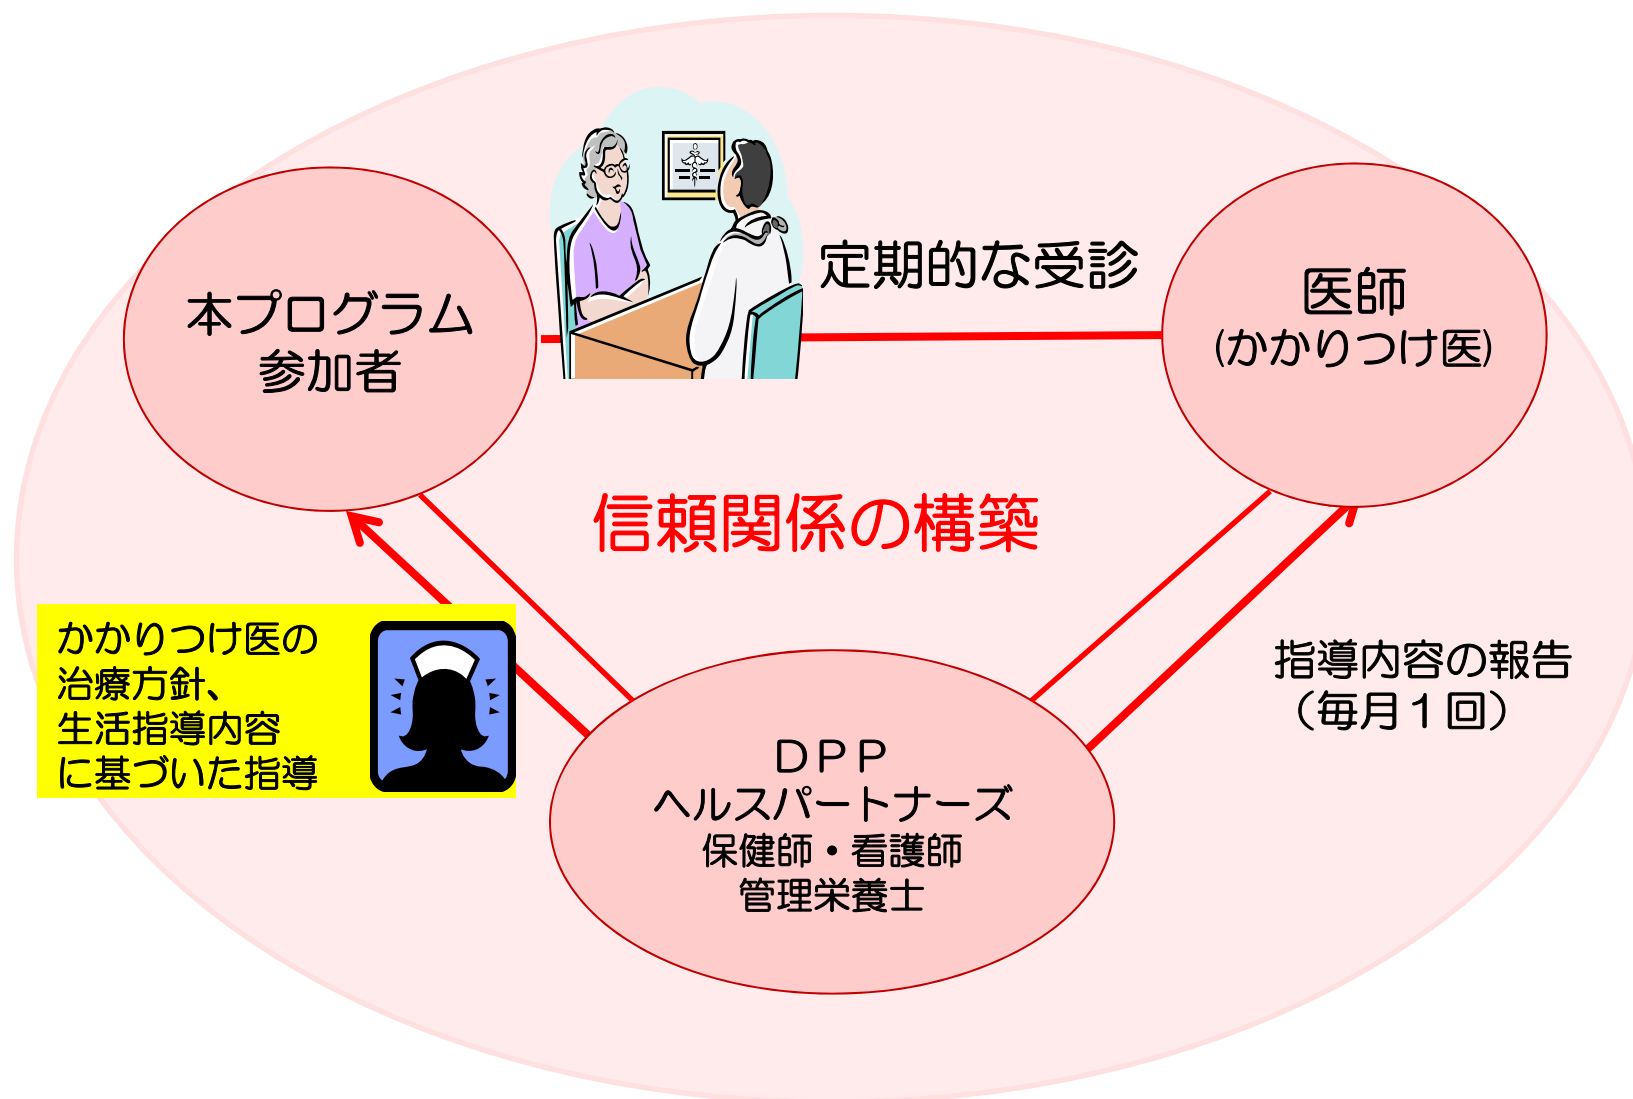 定期的な受診
本プログラム
参加者
医師
(かかりつけ医)
信頼関係の構築
かかりつけ医の
治療方針、
生活指導内容
に基づいた指導
指導内容の報告
（毎月１回）
ＤＰＰ
ヘルスパートナーズ
保健師・看護師
管理栄養士